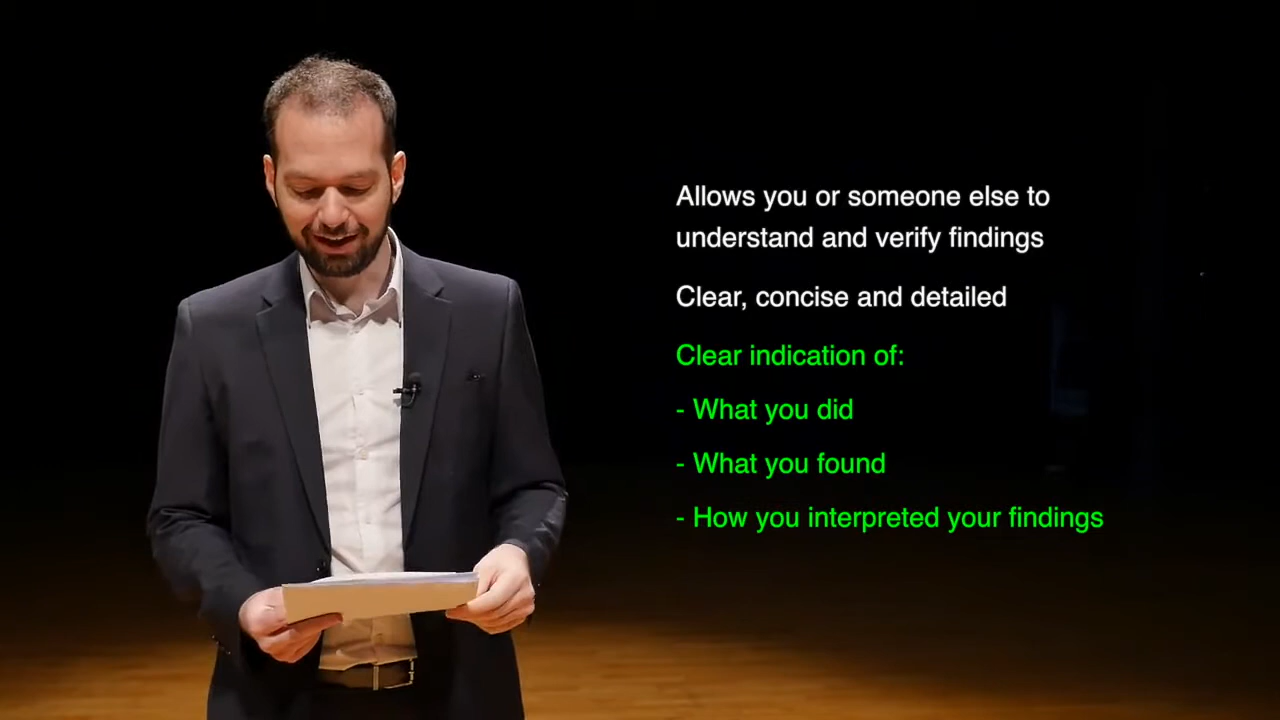 Allows you or someone else to
understand and verify findings
Clear, concise and detailed
Clear indication of:
- What you did
- What you found
- How you interpreted your findings